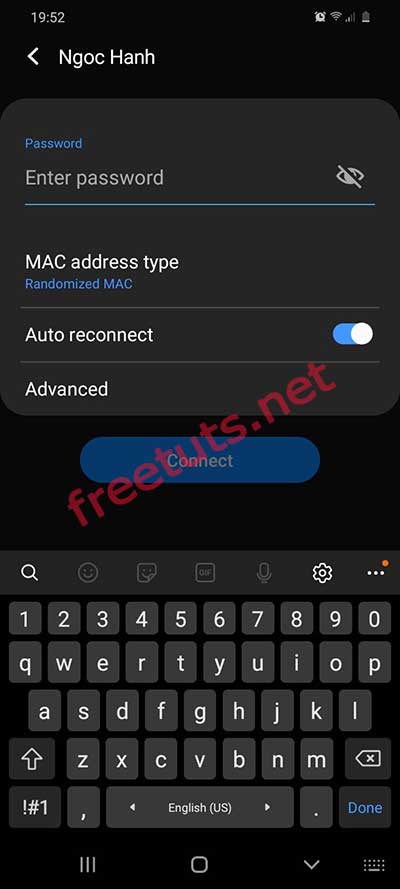 19:52
Ngoc Hanh
Password
Enter password
MAC address type
Randomized MAC
Auto reconnect
Advanced
Connect
freetuts.net
GIF
1 2 3 4 5 6 7 8 9 0
q w e r t y u i o p
a s d f g h j k l
z x c v b n m
!#1 , English (US) . Done